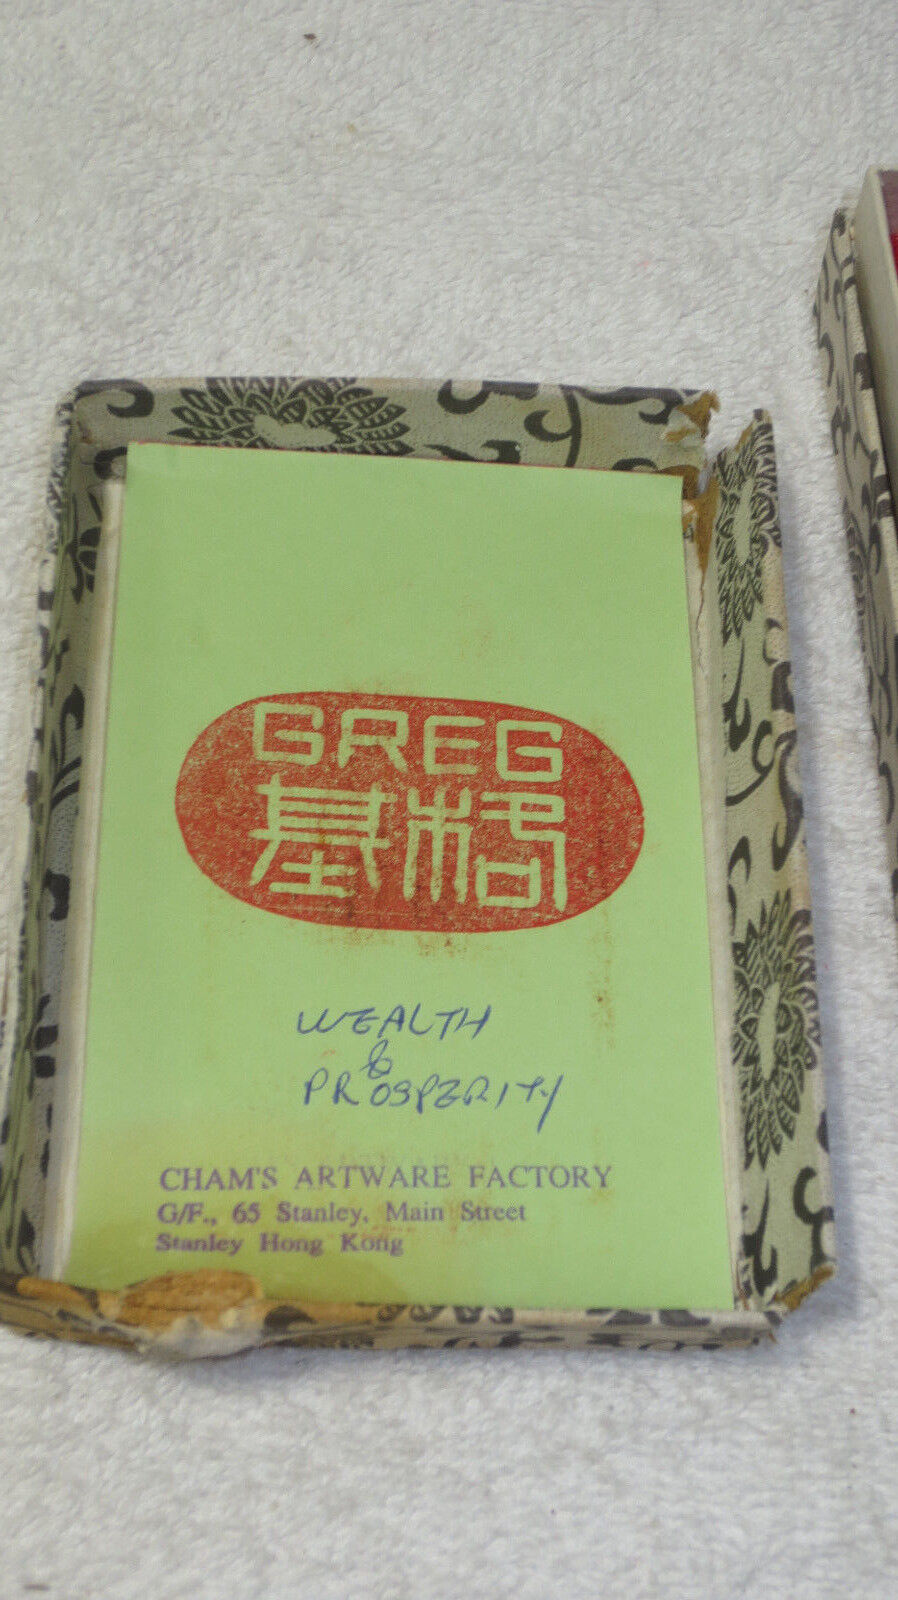 GREG
基格
WEALTH
&
PROSPERITY
CHAM'S ARTWARE FACTORY
G/F., 65 Stanley, Main Street
Stanley Hong Kong